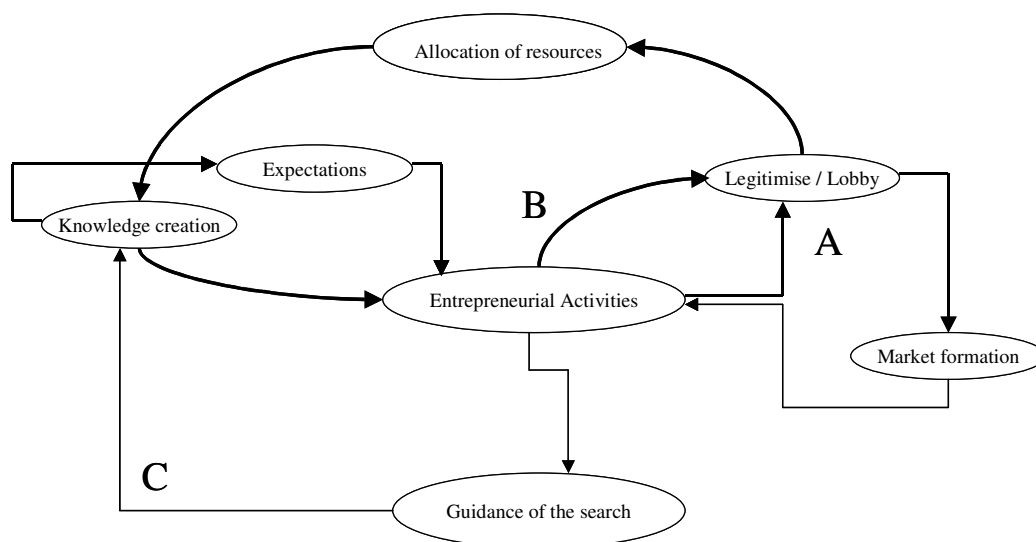 Allocation of resources
Expectations
Legitimise / Lobby
B
Knowledge creation
A
Entrepreneurial Activities
Market formation
C
Guidance of the search